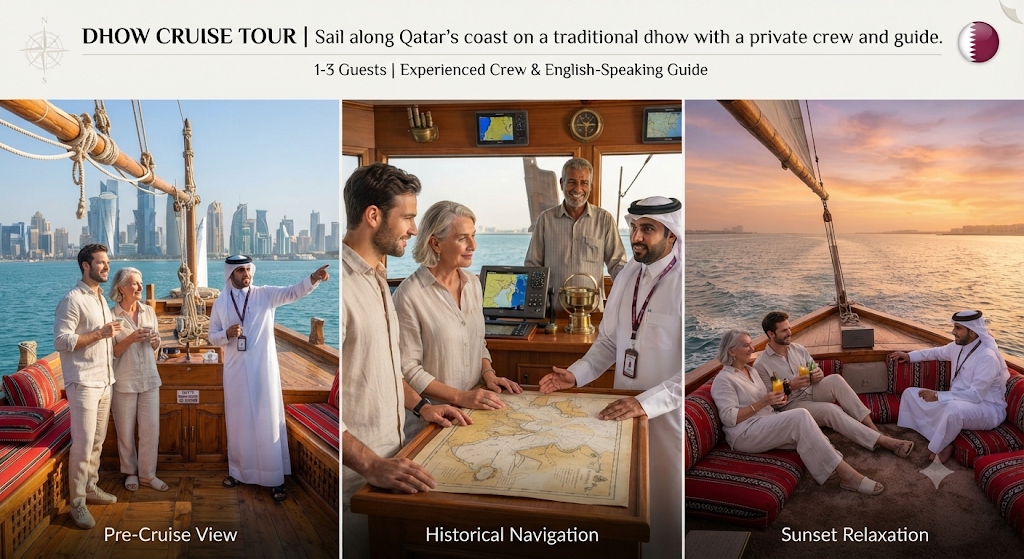 DHOW CRUISE TOUR | Sail along Qatar's coast on a traditional dhow with a private crew and guide.
1-3 Guests | Experienced Crew & English-Speaking Guide
N
S
Pre-Cruise View
Historical Navigation
Sunset Relaxation